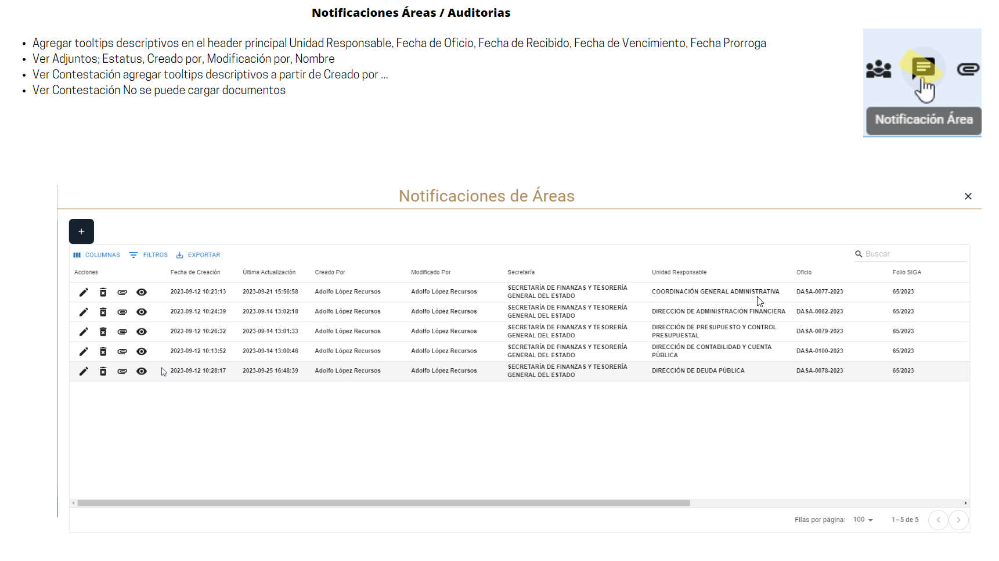 Notificaciones Áreas / Auditorias
• Agregar tooltips descriptivos en el header principal Unidad Responsable, Fecha de Oficio, Fecha de Recibido, Fecha de Vencimiento, Fecha Prorroga
• Ver Adjuntos; Estatus, Creado por, Modificación por, Nombre
• Ver Contestación agregar tooltips descriptivos a partir de Creado por ...
• Ver Contestación No se puede cargar documentos
Notificación Área
Notificaciones de Áreas
COLUMNAS FILTROS EXPORTAR Buscar
Acciones Fecha de Creación Última Actualización Creado Por Modificado Por Secretaría Unidad Responsable Oficio Folio SIGA
2023-09-12 10:23:13 2023-09-21 15:56:58 Adolfo López Recursos Adolfo López Recursos SECRETARÍA DE FINANZAS Y TESORERÍA COORDINACIÓN GENERAL ADMINISTRATIVA DASA-0077-2023 65/2023
GENERAL DEL ESTADO
2023-09-12 10:24:39 2023-09-14 13:02:18 Adolfo López Recursos Adolfo López Recursos SECRETARÍA DE FINANZAS Y TESORERÍA DIRECCIÓN DE ADMINISTRACIÓN FINANCIERA DASA-0082-2023 65/2023
GENERAL DEL ESTADO
2023-09-12 10:26:32 2023-09-14 13:01:33 Adolfo López Recursos Adolfo López Recursos SECRETARÍA DE FINANZAS Y TESORERÍA DIRECCIÓN DE PRESUPUESTO Y CONTROL DASA-0079-2023 65/2023
GENERAL DEL ESTADO PRESUPUESTAL
2023-09-12 10:13:52 2023-09-14 13:00:46 Adolfo López Recursos Adolfo López Recursos SECRETARÍA DE FINANZAS Y TESORERÍA DIRECCIÓN DE CONTABILIDAD Y CUENTA DASA-0100-2023 65/2023
GENERAL DEL ESTADO PÚBLICA
2023-09-12 10:28:17 2023-09-25 16:48:39 Adolfo López Recursos Adolfo López Recursos SECRETARÍA DE FINANZAS Y TESORERÍA DIRECCIÓN DE DEUDA PÚBLICA DASA-0078-2023 65/2023
GENERAL DEL ESTADO
Filas por página: 100 1–5 de 5